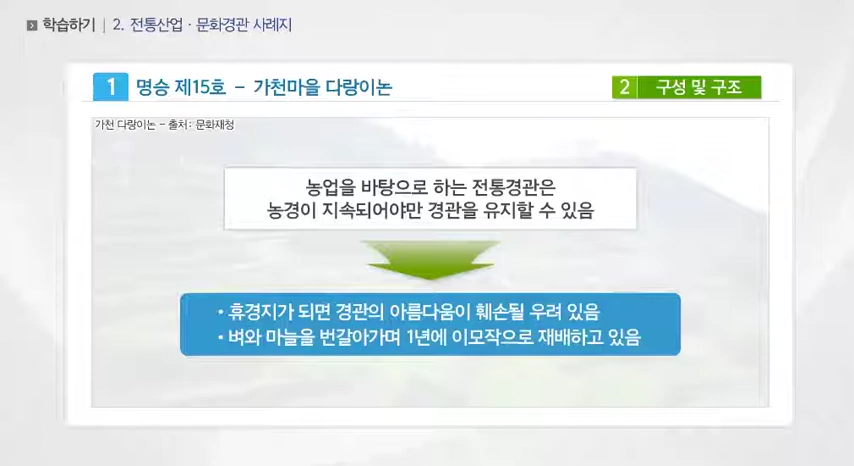 학습하기 | 2. 전통산업 · 문화경관 사례지
1 명승 제15호 - 가천마을 다랑이논
2 구성 및 구조
가천 다랑이논 - 출처: 문화재청
농업을 바탕으로 하는 전통경관은
농경이 지속되어야만 경관을 유지할 수 있음
• 휴경지가 되면 경관의 아름다움이 훼손될 우려 있음
• 벼와 마늘을 번갈아가며 1년에 이모작으로 재배하고 있음